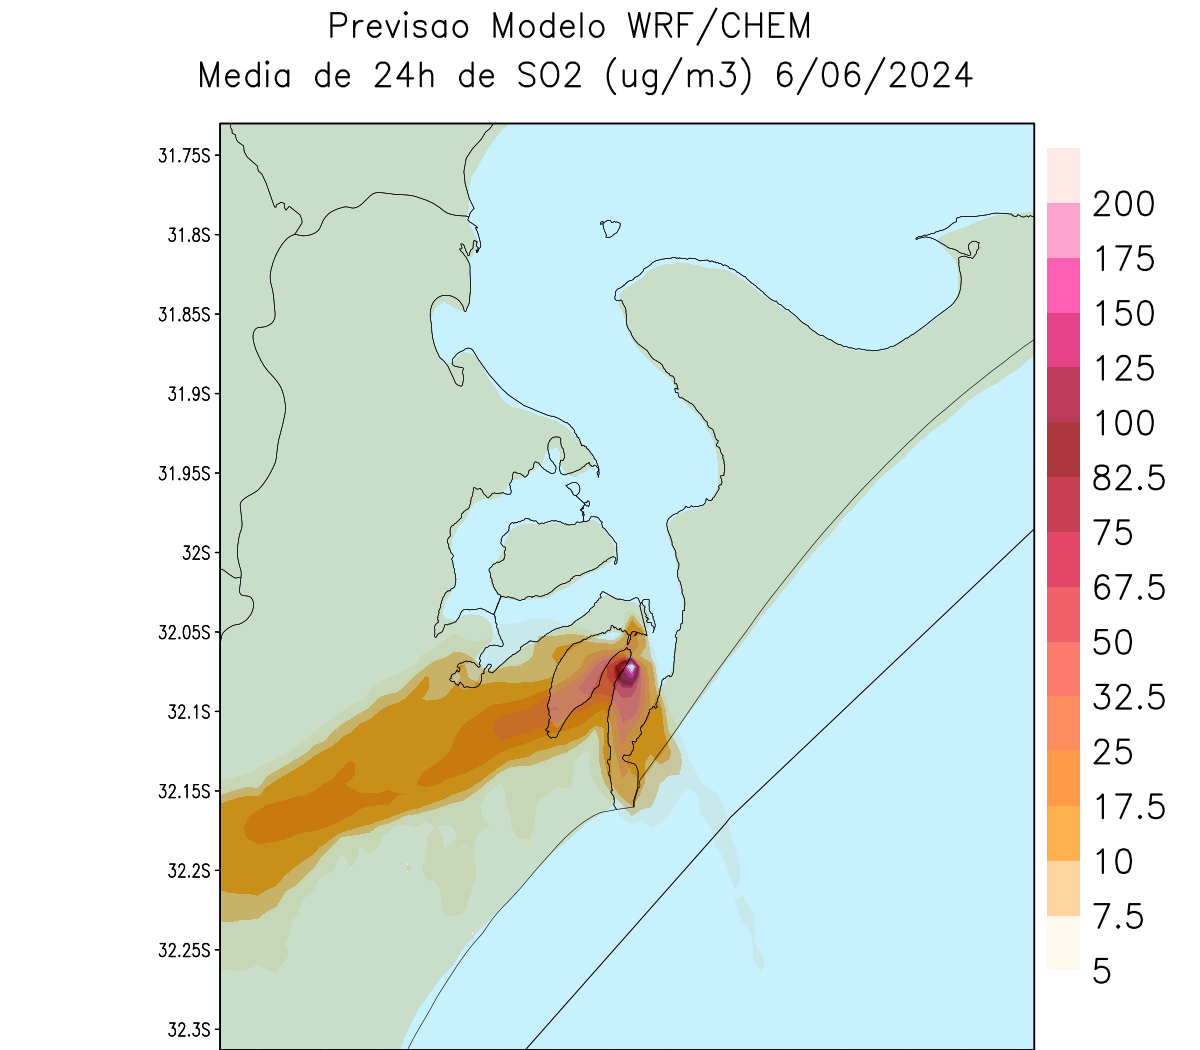 Previsao Modelo WRF/CHEM
Media de 24h de SO2 (ug/m3) 6/06/2024
31.75S
31.8S
31.85S
31.9S
31.95S
32S
32.05S
32.1S
32.15S
32.2S
32.25S
32.3S
200
175
150
125
100
82.5
75
67.5
50
32.5
25
17.5
10
7.5
5